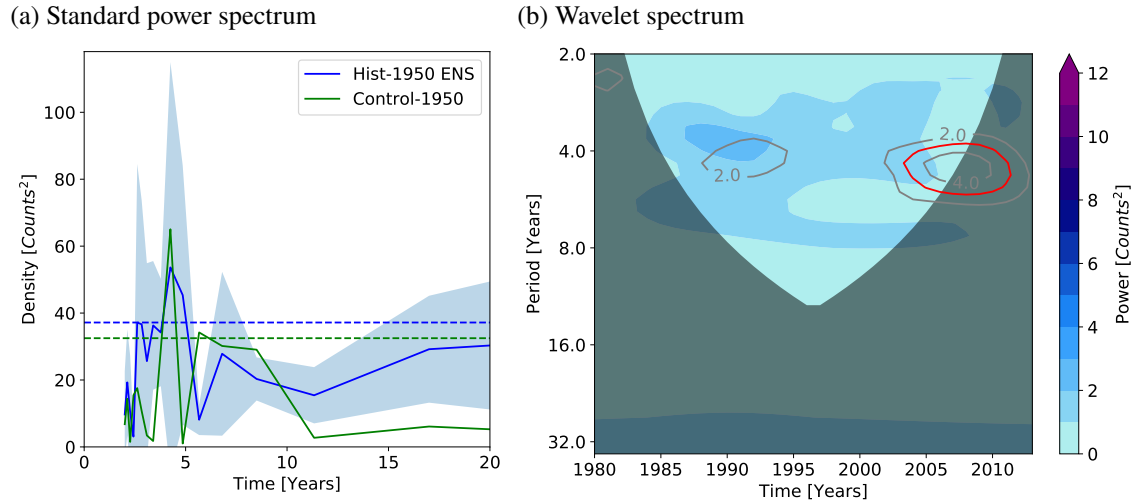 (a) Standard power spectrum
Hist-1950 ENS
Control-1950
Density [Counts²]
100
80
60
40
20
0
0 5 10 15 20
Time [Years]
(b) Wavelet spectrum
Period [Years]
2.0
4.0
8.0
16.0
32.0
2.0
2.0
4.0
1980 1985 1990 1995 2000 2005 2010
Time [Years]
12
10
8
6
4
2
0
Power [Counts²]